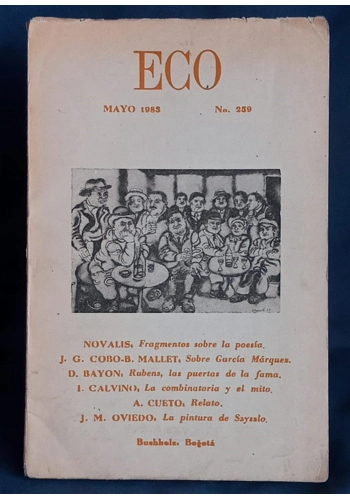 ECO
MAYO 1983 No. 259
NOVALIS, Fragmentos sobre la poesía.
J. G. COBO-B. MALLET, Sobre García Márquez.
D. BAYON, Rubens, las puertas de la fama.
I. CALVINO, La combinatoria y el mito.
A. CUETO, Relato.
J. M. OVIEDO, La pintura de Szyszlo.
Buchholz, Bogotá